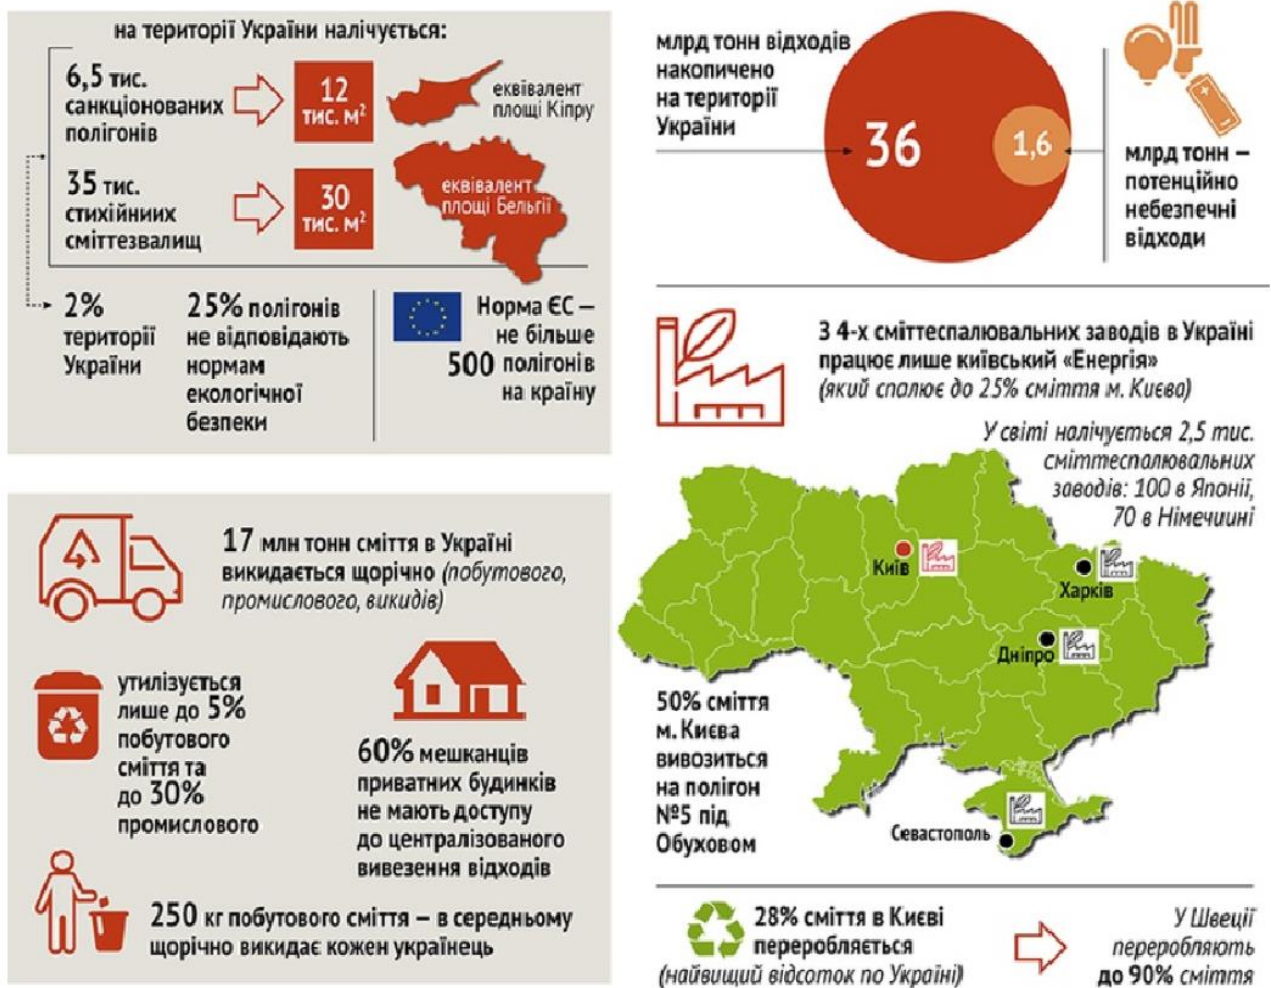 на території України налічується:
6,5 тис.
санкціонованих
полігонів
12
тис. м²
еквівалент
площі Кіпру
35 тис.
стихійниих
сміттєзвалищ
30
тис. м²
еквівалент
площі Бельгії
2%
території
України
25% полігонів
не відповідають
нормам
екологічної
безпеки
Норма ЄС —
не більше
500 полігонів
на країну
млрд тонн відходів
накопичено
на території
України
36
1,6
млрд тонн —
потенційно
небезпечні
відходи
З 4-х сміттєспалювальних заводів в Україні
працює лише київський «Енергія»
(який спалює до 25% сміття м. Києва)
У світі налічується 2,5 тис.
сміттєспалювальних
заводів: 100 в Японії,
70 в Німечиині
Київ
Харків
Дніпро
Севастополь
50% сміття
м. Києва
вивозиться
на полігон
№5 під
Обуховом
17 млн тонн сміття в Україні
викидається щорічно (побутового,
промислового, викидів)
утилізується
лише до 5%
побутового
сміття та
до 30%
промислового
60% мешканців
приватних будинків
не мають доступу
до централізованого
вивезення відходів
250 кг побутового сміття — в середньому
щорічно викидає кожен українець
28% сміття в Києві
переробляється
(найвищий відсоток по Україні)
У Швеції
переробляють
до 90% сміття